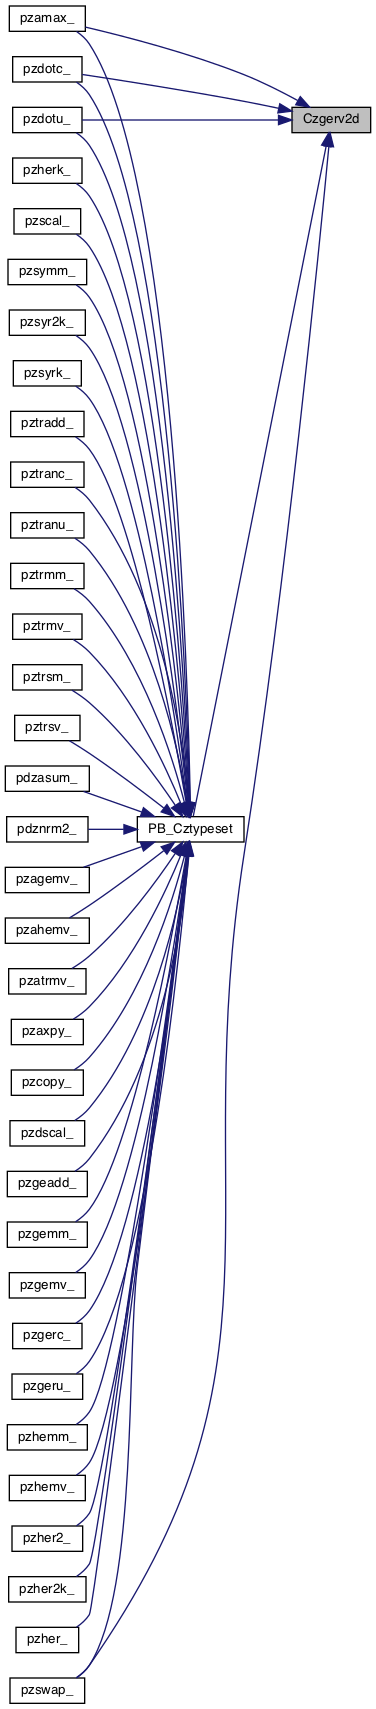 pzamax_
pzdotc_
Czgerv2d
pzdotu_
pzherk_
pzscal_
pzsymm_
pzsyr2k_
pzsyrk_
pztradd_
pztranc_
pztranu_
pztrmm_
pztrmv_
pztrsm_
pztrsv_
pdzasum_
pdznrm2_
PB_Cztypeset
pzagemv_
pzahemv_
pzatrmv_
pzaxpy_
pzcopy_
pzdscal_
pzgeadd_
pzgemm_
pzgemv_
pzgerc_
pzgeru_
pzhemm_
pzhemv_
pzher2_
pzher2k_
pzher_
pzswap_